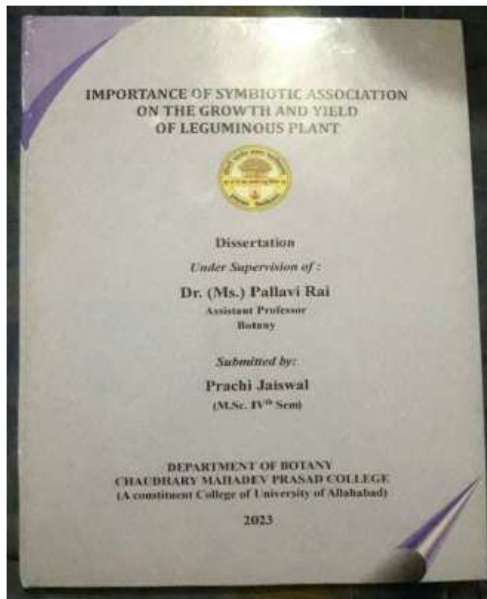 IMPORTANCE OF SYMBIOTIC ASSOCIATION
ON THE GROWTH AND YIELD
OF LEGUMINOUS PLANT
Dissertation
Under Supervision of :
Dr. (Ms.) Pallavi Rai
Assistant Professor
Botany
Submitted by:
Prachi Jaiswal
(M.Sc. IVth Sem)
DEPARTMENT OF BOTANY
CHAUDHARY MAHADEV PRASAD COLLEGE
(A constituent College of University of Allahabad)
2023